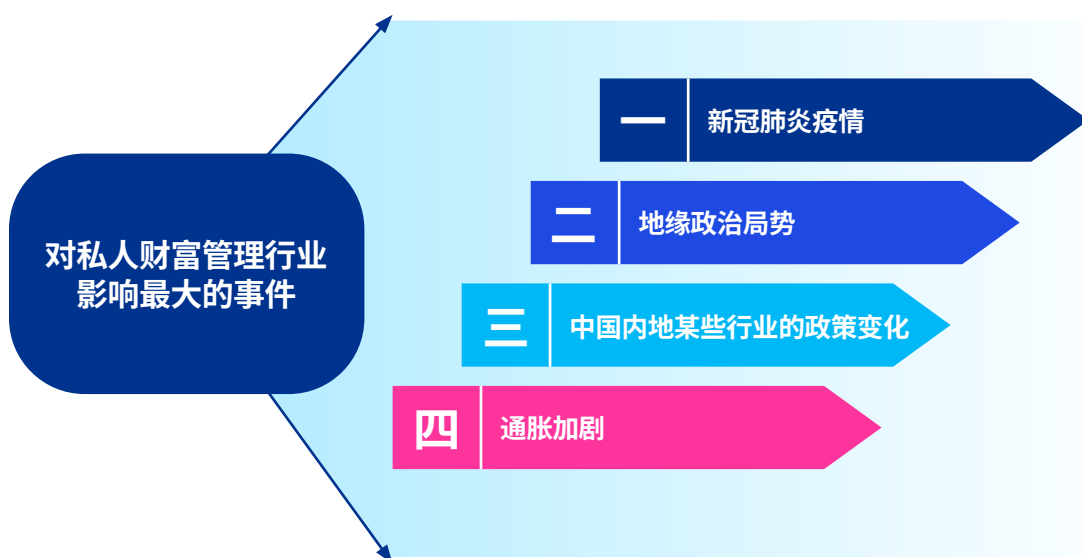 对私人财富管理行业
影响最大的事件
一
新冠肺炎疫情
二
地缘政治局势
三
中国内地某些行业的政策变化
四
通胀加剧